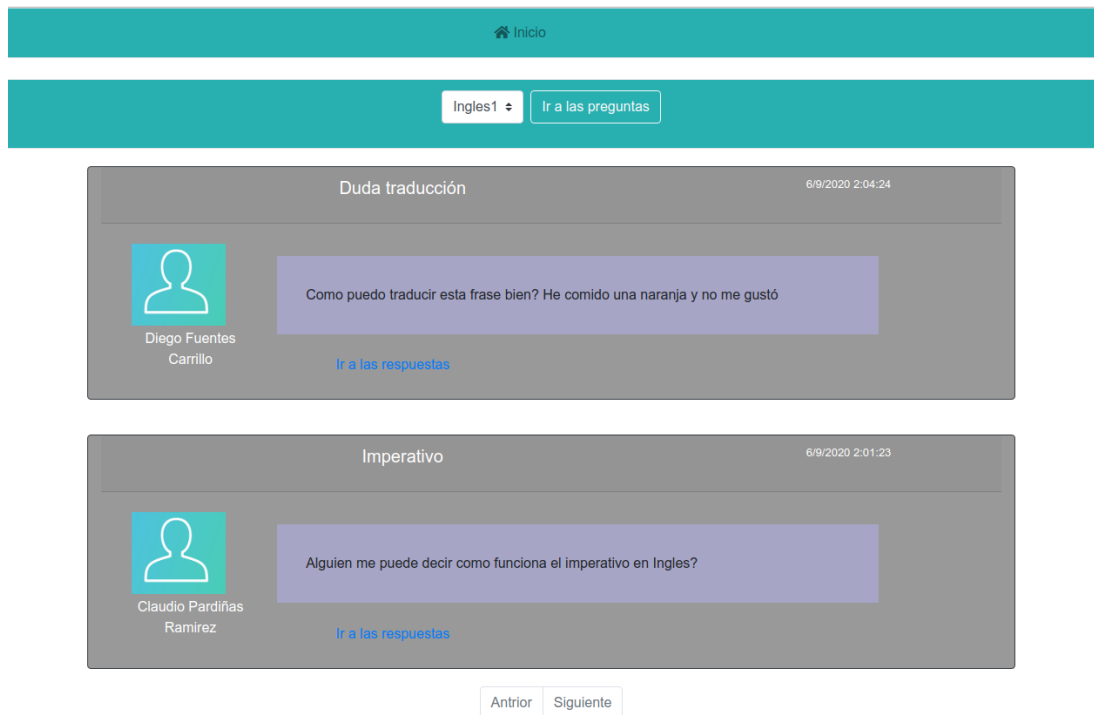 Inicio
Ingles1 Ir a las preguntas
Duda traducción 6/9/2020 2:04:24
Como puedo traducir esta frase bien? He comido una naranja y no me gustó
Diego Fuentes
Carrillo
Ir a las respuestas
Imperativo 6/9/2020 2:01:23
Alguien me puede decir como funciona el imperativo en Ingles?
Claudio Pardiñas
Ramirez
Ir a las respuestas
Antrior Siguiente